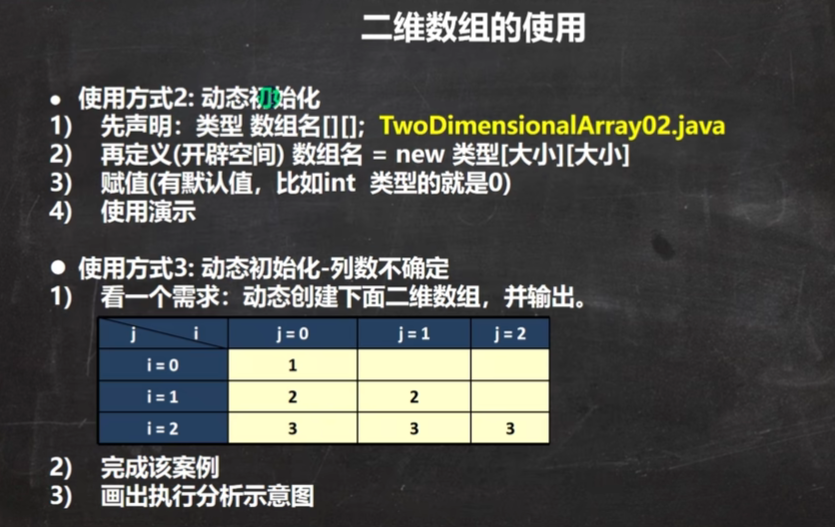 二维数组的使用
● 使用方式2: 动态初始化
1) 先声明：类型 数组名[][]; TwoDimensionalArray02.java
2) 再定义(开辟空间) 数组名 = new 类型[大小][大小]
3) 赋值(有默认值，比如int 类型的就是0)
4) 使用演示
● 使用方式3: 动态初始化-列数不确定
1) 看一个需求：动态创建下面二维数组，并输出。
j i j = 0 j = 1 j = 2
i = 0 1
i = 1 2 2
i = 2 3 3 3
2) 完成该案例
3) 画出执行分析示意图